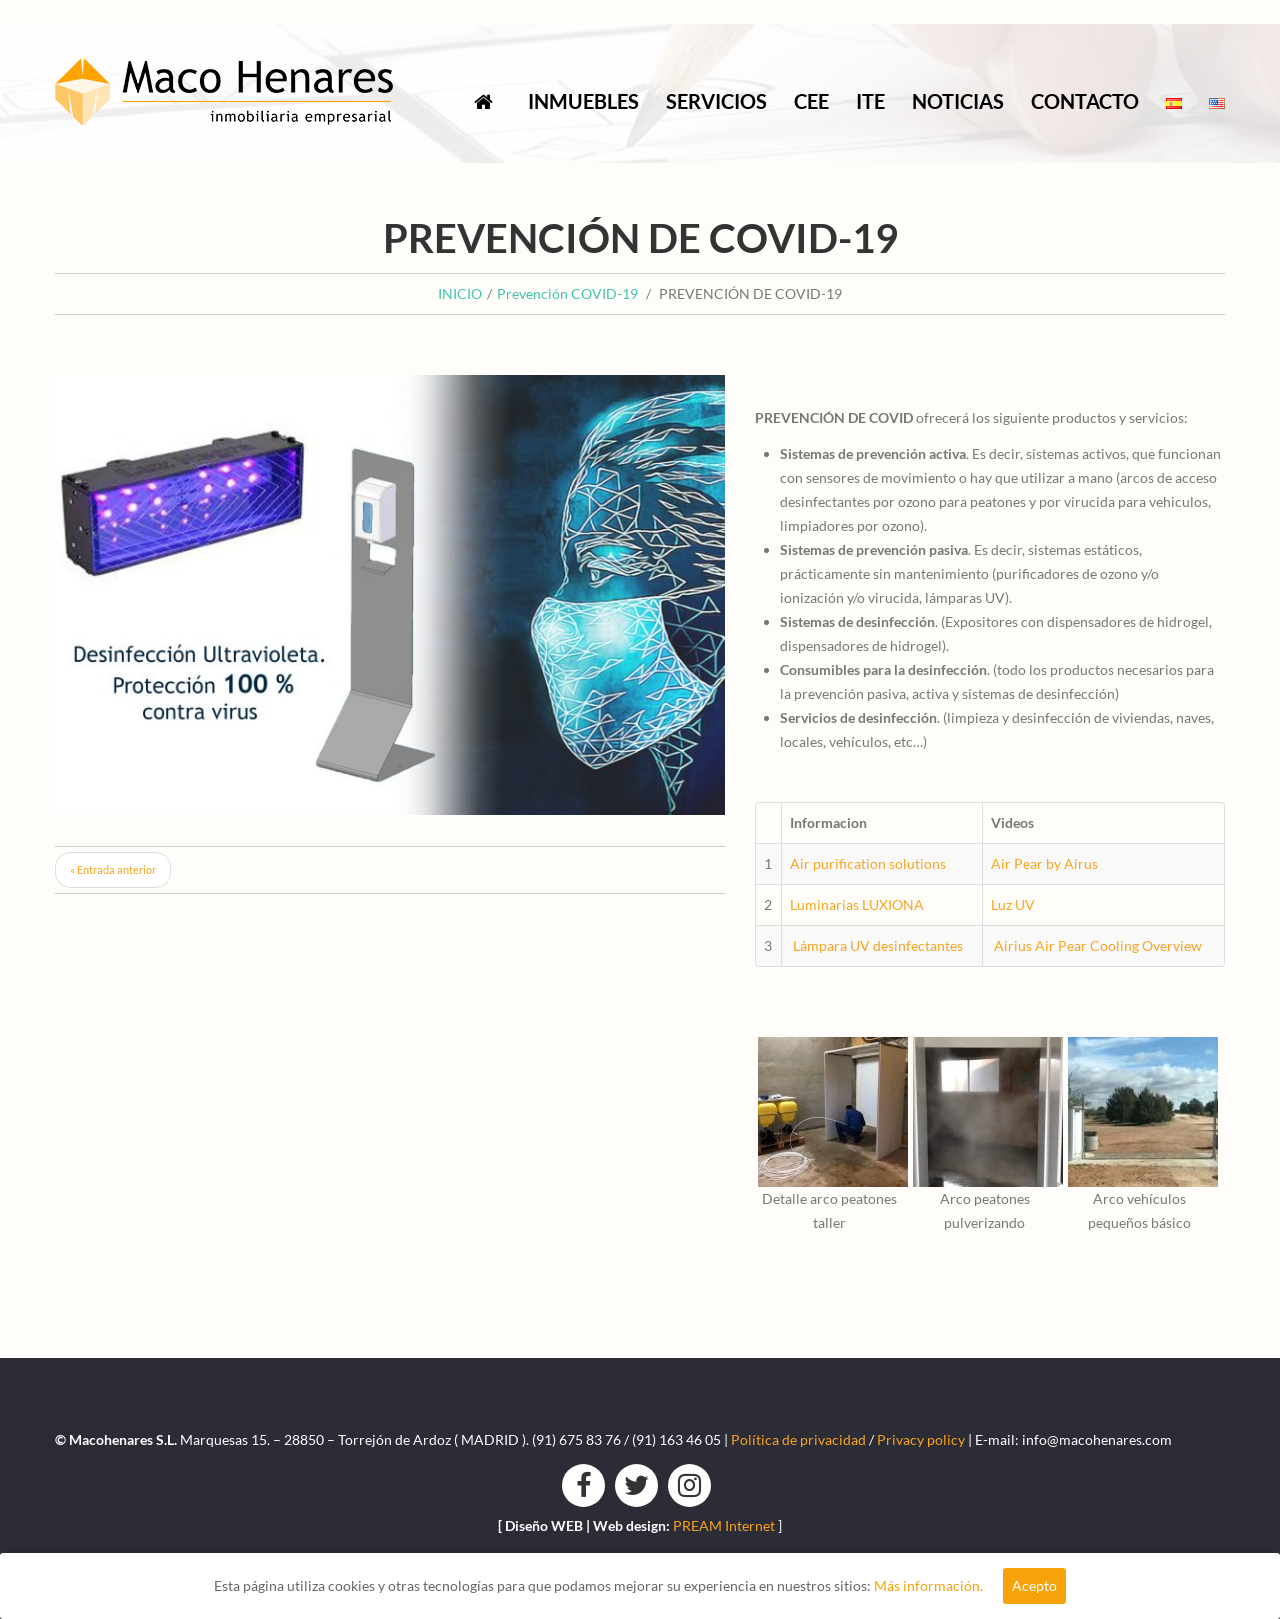 Maco Henares
inmobiliaria empresarial
INMUEBLES SERVICIOS CEE ITE NOTICIAS CONTACTO
PREVENCIÓN DE COVID-19
INICIO / Prevención COVID-19 / PREVENCIÓN DE COVID-19
Desinfección Ultravioleta.
Protección 100 %
contra virus
« Entrada anterior
PREVENCIÓN DE COVID ofrecerá los siguiente productos y servicios:
Sistemas de prevención activa. Es decir, sistemas activos, que funcionan
con sensores de movimiento o hay que utilizar a mano (arcos de acceso
desinfectantes por ozono para peatones y por virucida para vehiculos,
limpiadores por ozono).
Sistemas de prevención pasiva. Es decir, sistemas estáticos,
prácticamente sin mantenimiento (purificadores de ozono y/o
ionización y/o virucida, lámparas UV).
Sistemas de desinfección. (Expositores con dispensadores de hidrogel,
dispensadores de hidrogel).
Consumibles para la desinfección. (todo los productos necesarios para
la prevención pasiva, activa y sistemas de desinfección)
Servicios de desinfección. (limpieza y desinfección de viviendas, naves,
locales, vehículos, etc…)
Informacion Videos
1 Air purification solutions Air Pear by Airus
2 Luminarias LUXIONA Luz UV
3 Lámpara UV desinfectantes Airius Air Pear Cooling Overview
Detalle arco peatones
taller
Arco peatones
pulverizando
Arco vehículos
pequeños básico
© Macohenares S.L. Marquesas 15. – 28850 – Torrejón de Ardoz ( MADRID ). (91) 675 83 76 / (91) 163 46 05 | Política de privacidad / Privacy policy | E-mail: info@macohenares.com
[ Diseño WEB | Web design: PREAM Internet ]
Esta página utiliza cookies y otras tecnologías para que podamos mejorar su experiencia en nuestros sitios: Más información. Acepto